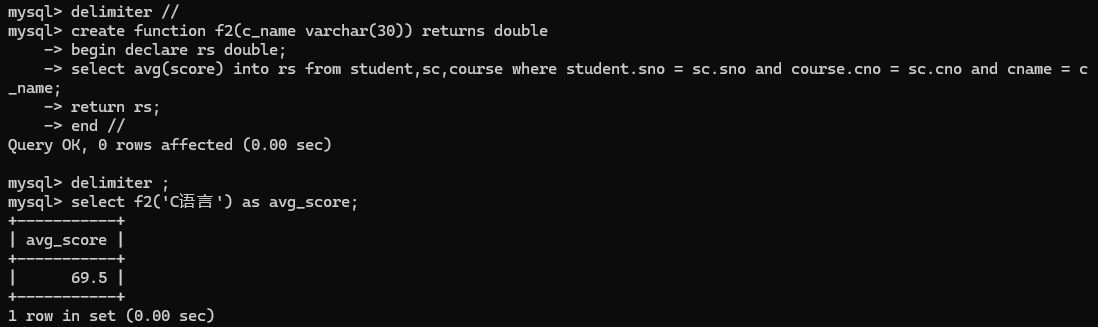 mysql> delimiter //
mysql> create function f2(c_name varchar(30)) returns double
    -> begin declare rs double;
    -> select avg(score) into rs from student,sc,course where student.sno = sc.sno and course.cno = sc.cno and cname = c
_name;
    -> return rs;
    -> end //
Query OK, 0 rows affected (0.00 sec)

mysql> delimiter ;
mysql> select f2('C语言') as avg_score;
+-----------+
| avg_score |
+-----------+
|      69.5 |
+-----------+
1 row in set (0.00 sec)